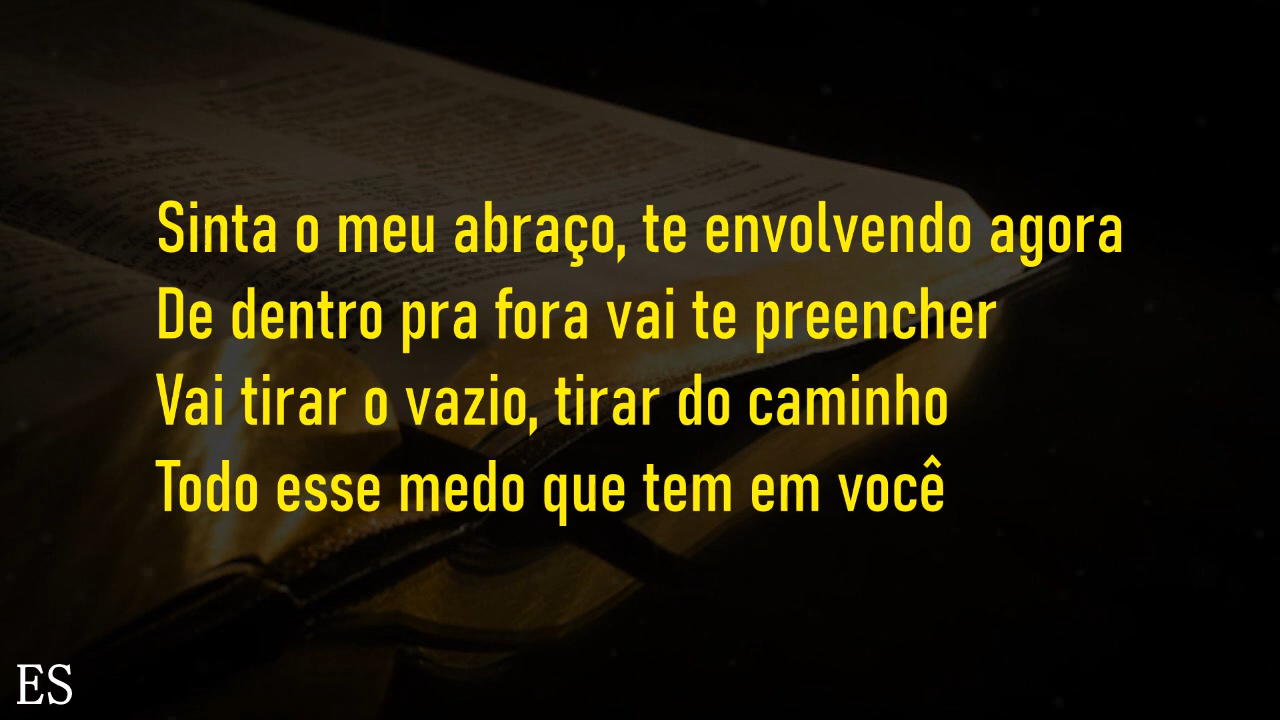 Sinta o meu abraço, te envolvendo agora
De dentro pra fora vai te preencher
Vai tirar o vazio, tirar do caminho
Todo esse medo que tem em você
ES